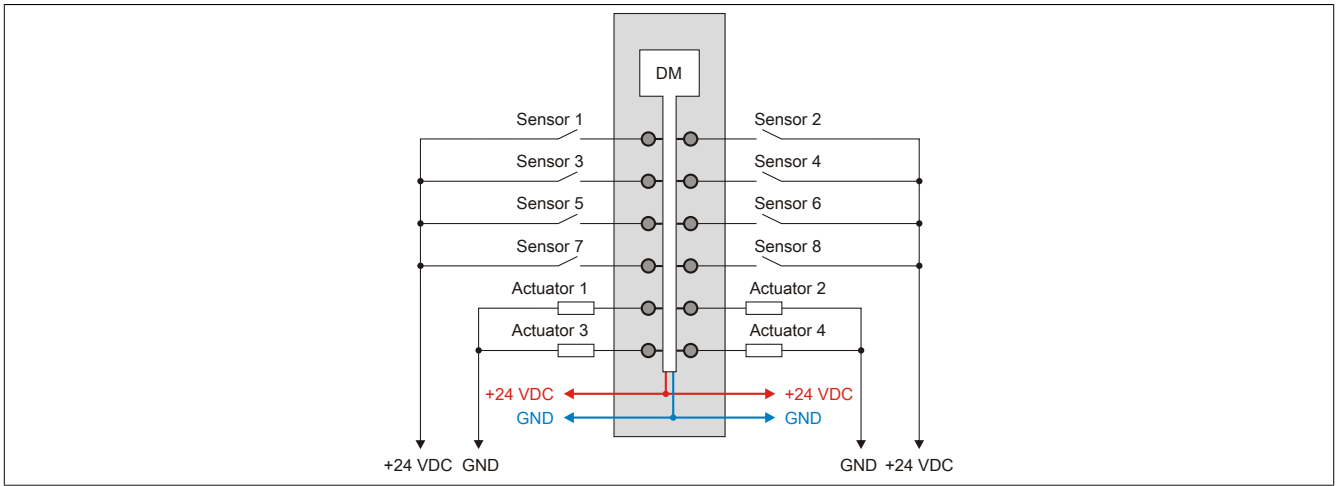 DM
Sensor 1 Sensor 2
Sensor 3 Sensor 4
Sensor 5 Sensor 6
Sensor 7 Sensor 8
Actuator 1 Actuator 2
Actuator 3 Actuator 4
+24 VDC +24 VDC
GND GND
+24 VDC GND GND +24 VDC